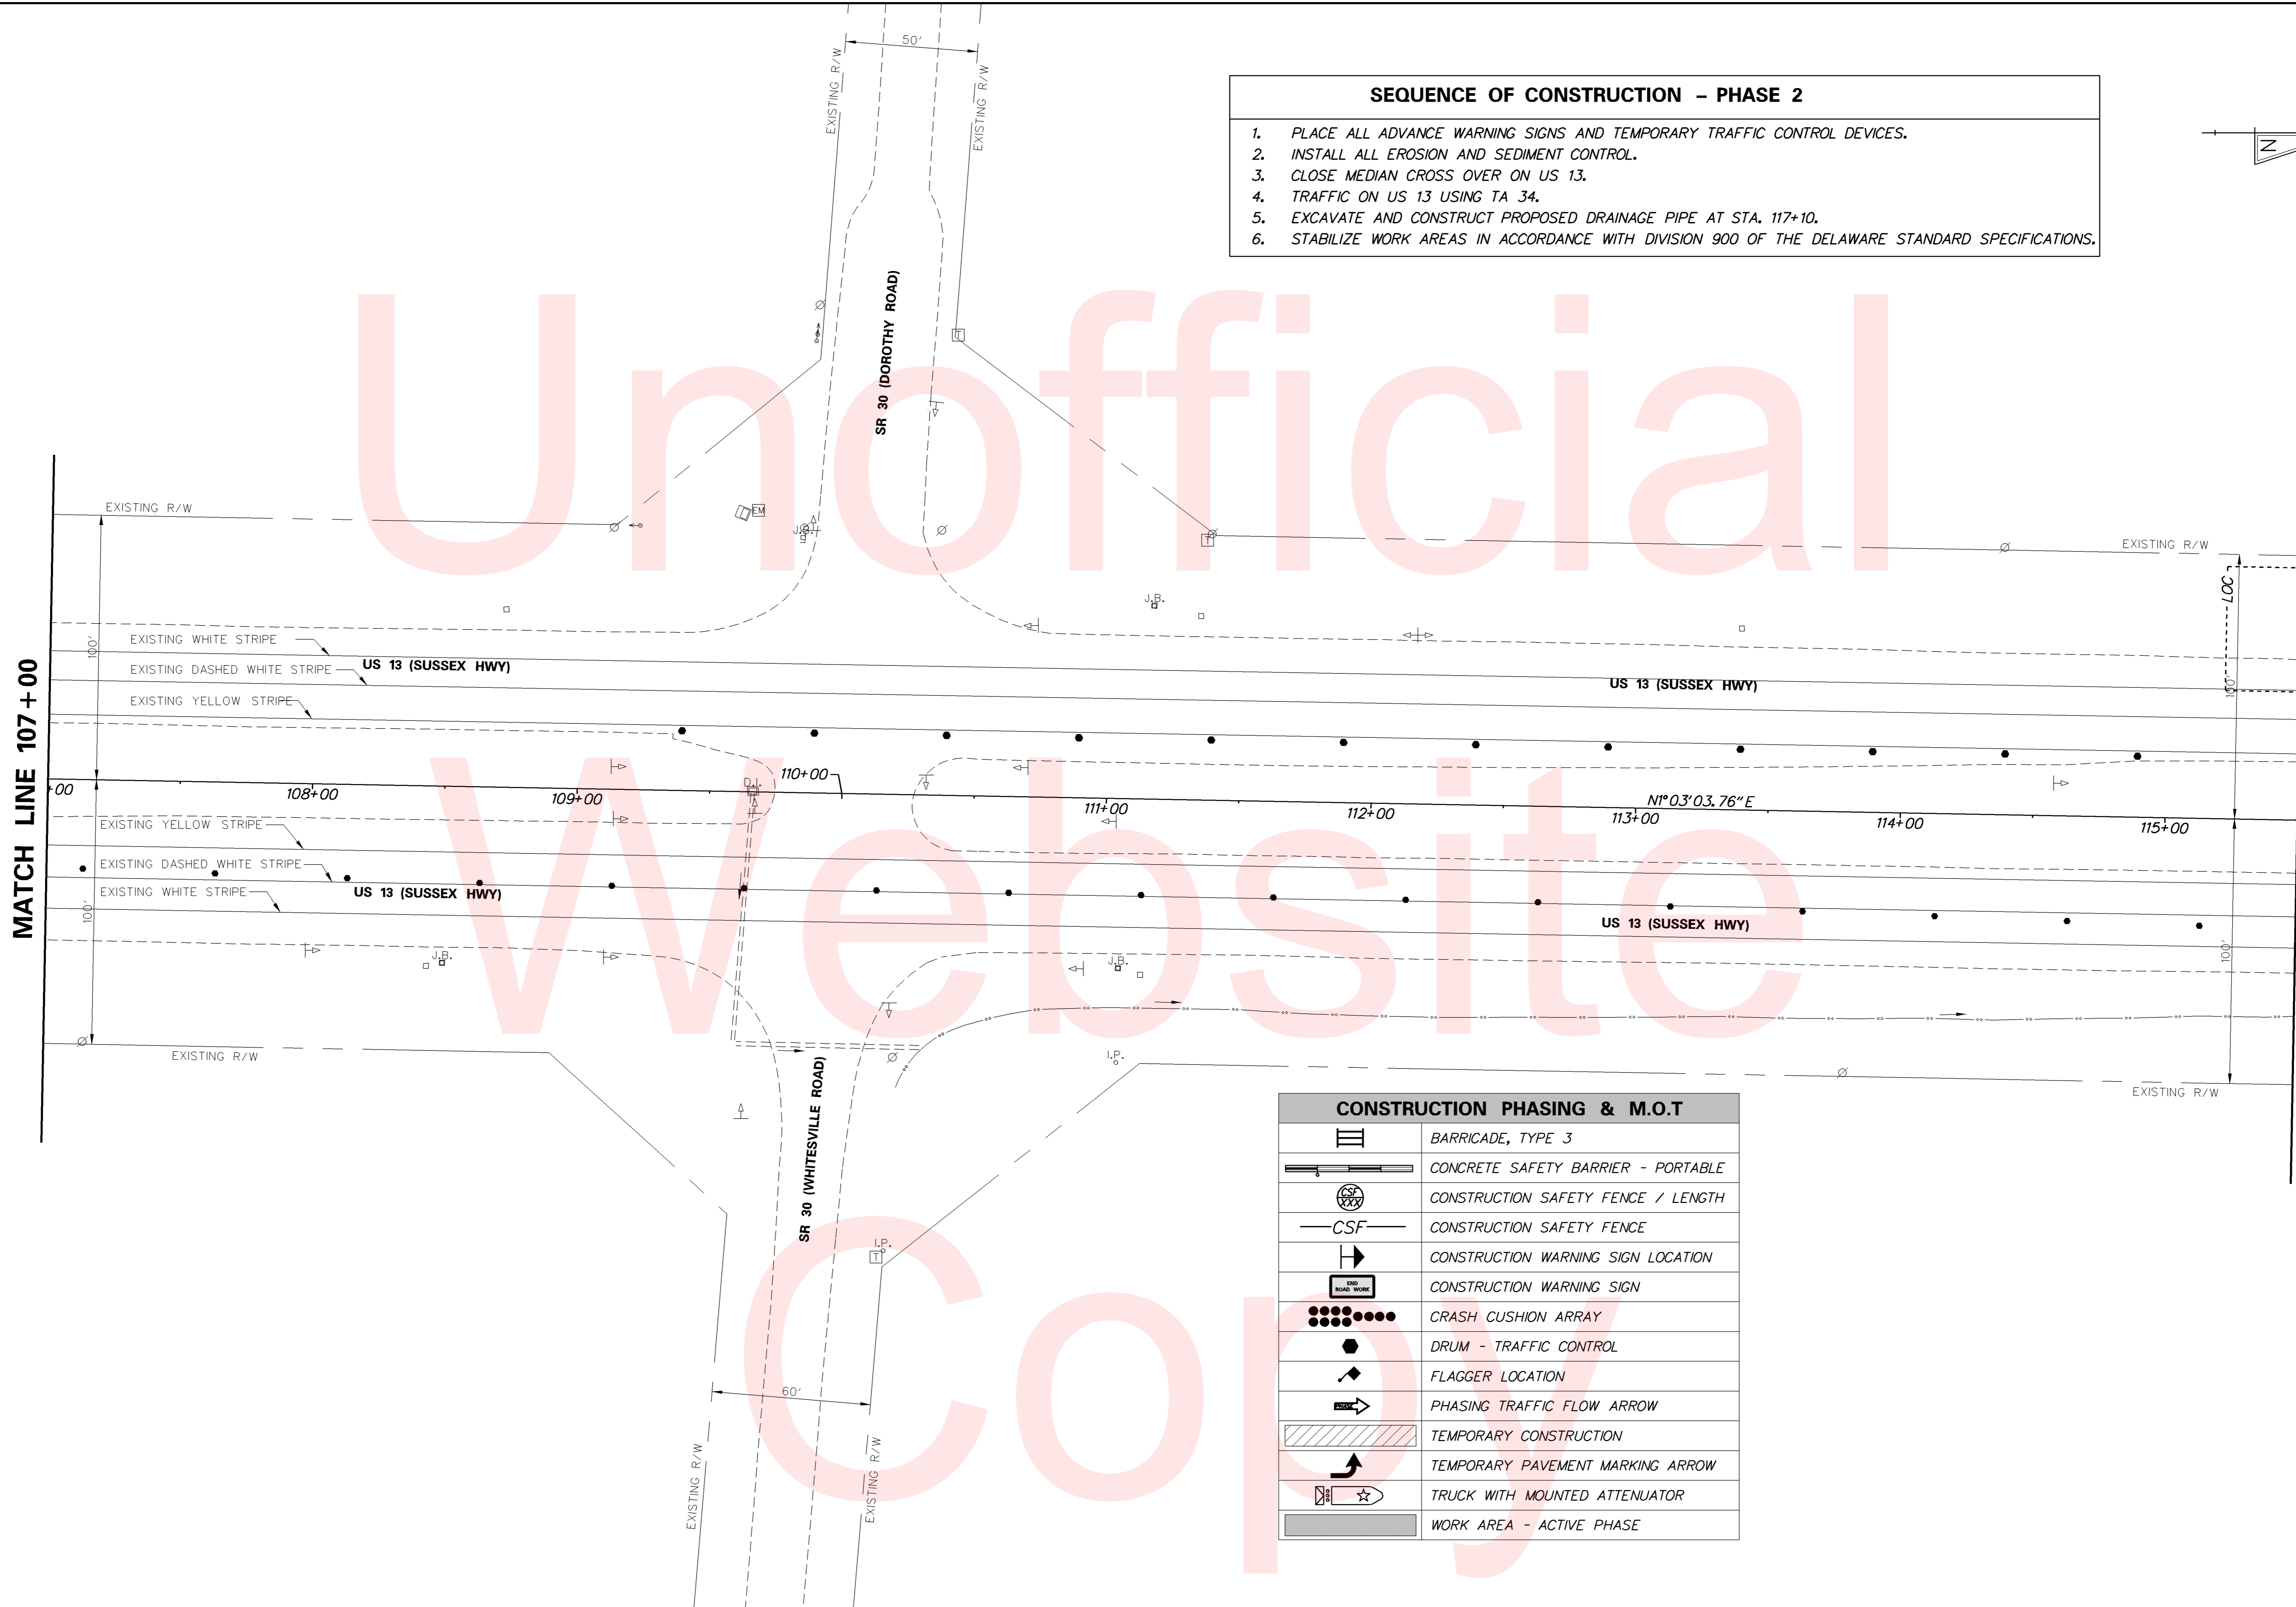 50'
EXISTING R/W
EXISTING R/W
SEQUENCE OF CONSTRUCTION – PHASE 2
1. PLACE ALL ADVANCE WARNING SIGNS AND TEMPORARY TRAFFIC CONTROL DEVICES.
2. INSTALL ALL EROSION AND SEDIMENT CONTROL.
3. CLOSE MEDIAN CROSS OVER ON US 13.
4. TRAFFIC ON US 13 USING TA 34.
5. EXCAVATE AND CONSTRUCT PROPOSED DRAINAGE PIPE AT STA. 117+10.
6. STABILIZE WORK AREAS IN ACCORDANCE WITH DIVISION 900 OF THE DELAWARE STANDARD SPECIFICATIONS.
N
SR 30 (DOROTHY ROAD)
T
Unofficial
EXISTING R/W
EM
J.B.
T
EXISTING R/W
LOC
J.B.
100'
EXISTING WHITE STRIPE
US 13 (SUSSEX HWY)
EXISTING DASHED WHITE STRIPE
US 13 (SUSSEX HWY)
100'
EXISTING YELLOW STRIPE
MATCH LINE 107+00
D.I.
110+00
+00
108+00
109+00
111+00
112+00
N1°03'03.76"E
113+00
114+00
115+00
Website
EXISTING YELLOW STRIPE
EXISTING DASHED WHITE STRIPE
EXISTING WHITE STRIPE
US 13 (SUSSEX HWY)
100'
US 13 (SUSSEX HWY)
100'
J.B.
J.B.
EXISTING R/W
I.P.
EXISTING R/W
SR 30 (WHITESVILLE ROAD)
I.P.
T
Copy
60'
EXISTING R/W
EXISTING R/W
CONSTRUCTION PHASING & M.O.T
BARRICADE, TYPE 3
CONCRETE SAFETY BARRIER - PORTABLE
CSF
XXX
CONSTRUCTION SAFETY FENCE / LENGTH
CSF
CONSTRUCTION SAFETY FENCE
CONSTRUCTION WARNING SIGN LOCATION
END
ROAD WORK
CONSTRUCTION WARNING SIGN
CRASH CUSHION ARRAY
DRUM - TRAFFIC CONTROL
FLAGGER LOCATION
PHASING TRAFFIC FLOW ARROW
TEMPORARY CONSTRUCTION
TEMPORARY PAVEMENT MARKING ARROW
TRUCK WITH MOUNTED ATTENUATOR
WORK AREA - ACTIVE PHASE